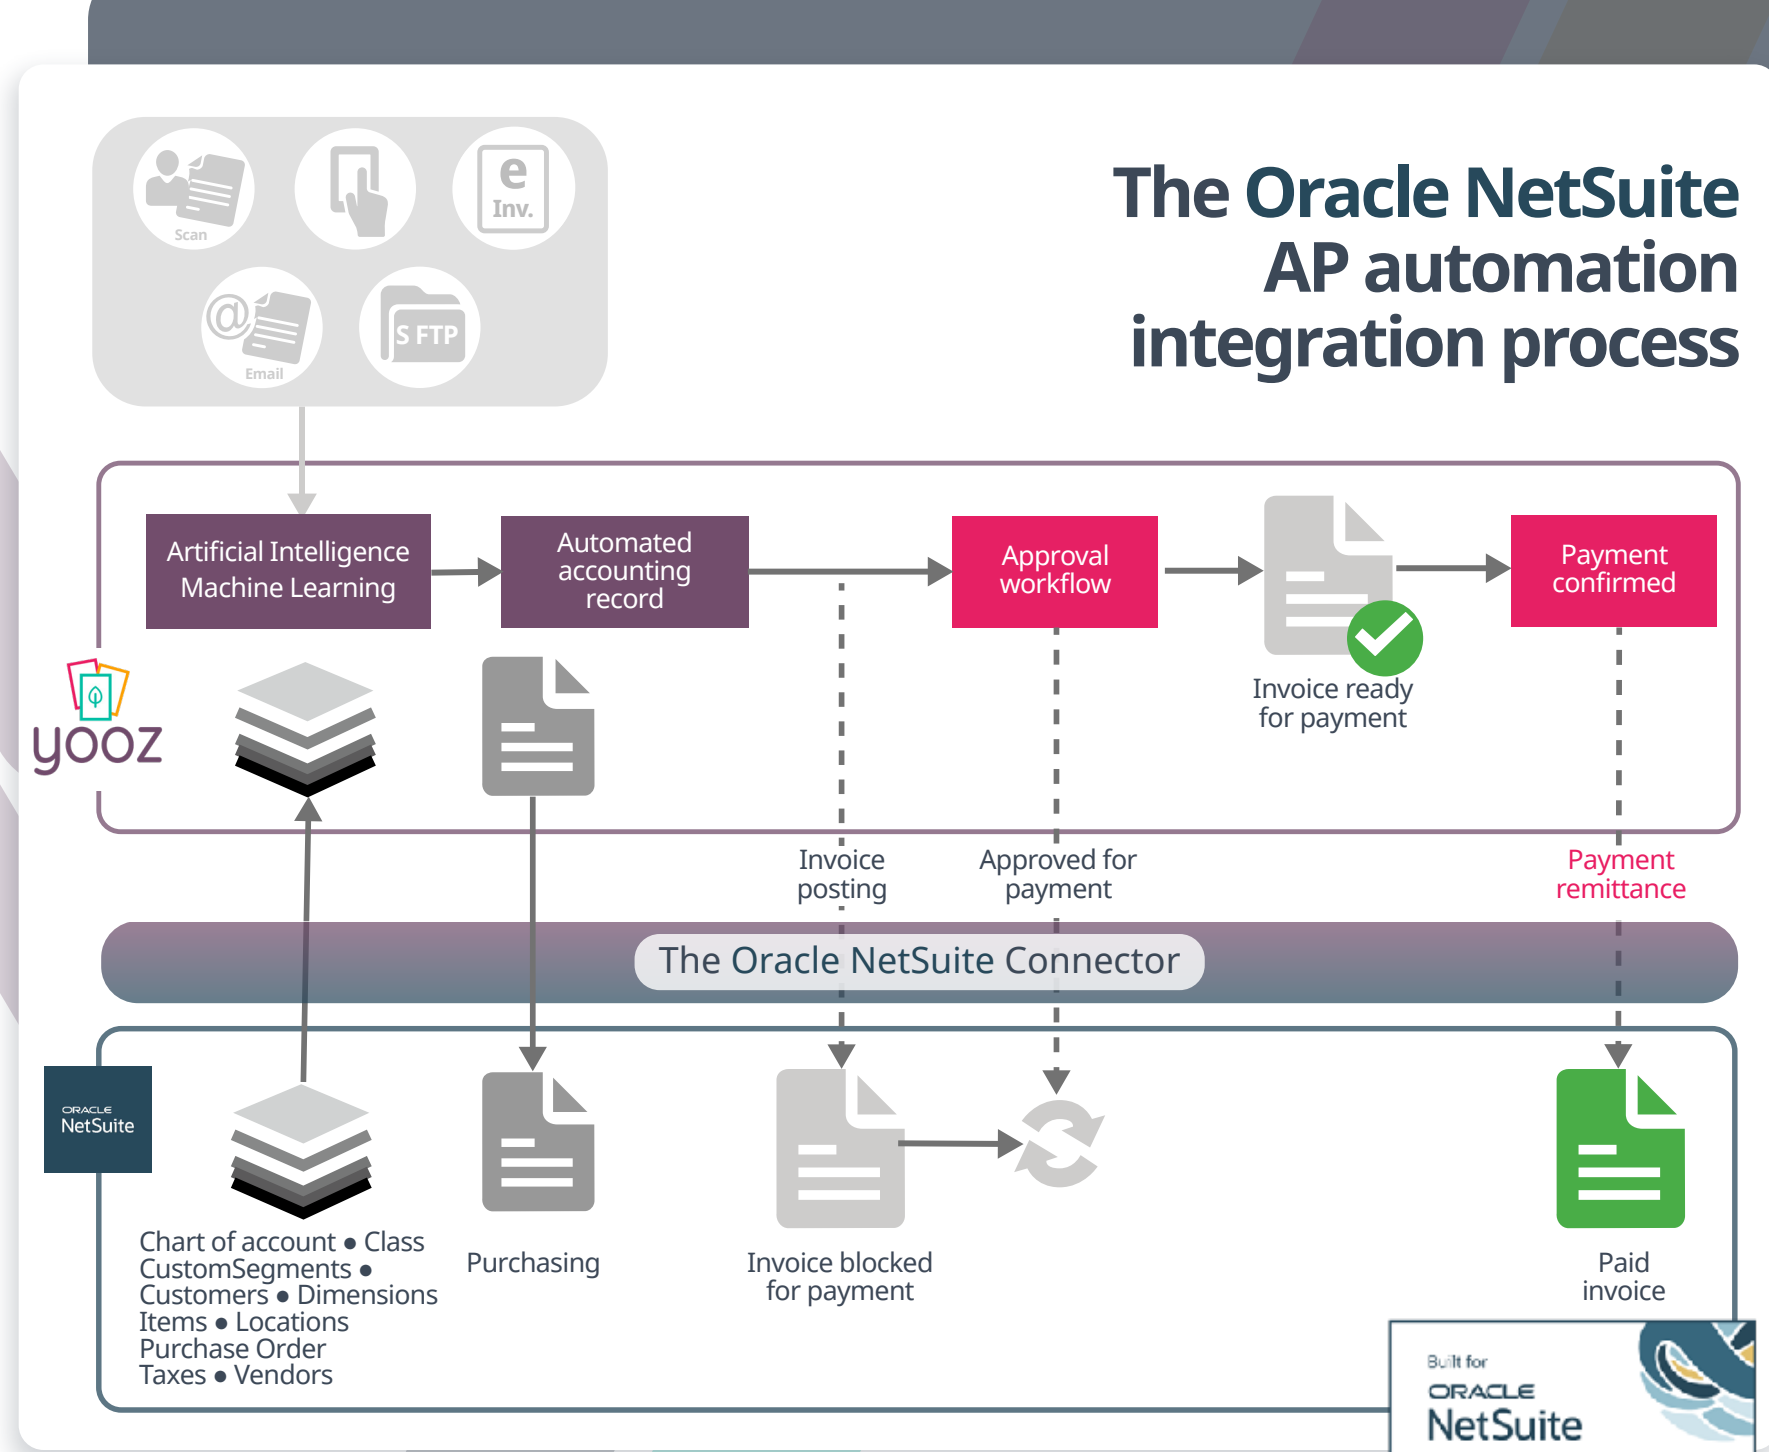 Scan
e
Inv.
@
Email
S FTP
The Oracle NetSuite
AP automation
integration process
Artificial Intelligence
Machine Learning
Automated
accounting
record
Approval
workflow
Payment
confirmed
Invoice ready
for payment
yooz
Invoice
posting
Approved for
payment
Payment
remittance
The Oracle NetSuite Connector
ORACLE
NetSuite
Chart of account ● Class
CustomSegments ●
Customers ● Dimensions
Items ● Locations
Purchase Order
Taxes ● Vendors
Purchasing
Invoice blocked
for payment
Paid
invoice
Built for
ORACLE
NetSuite